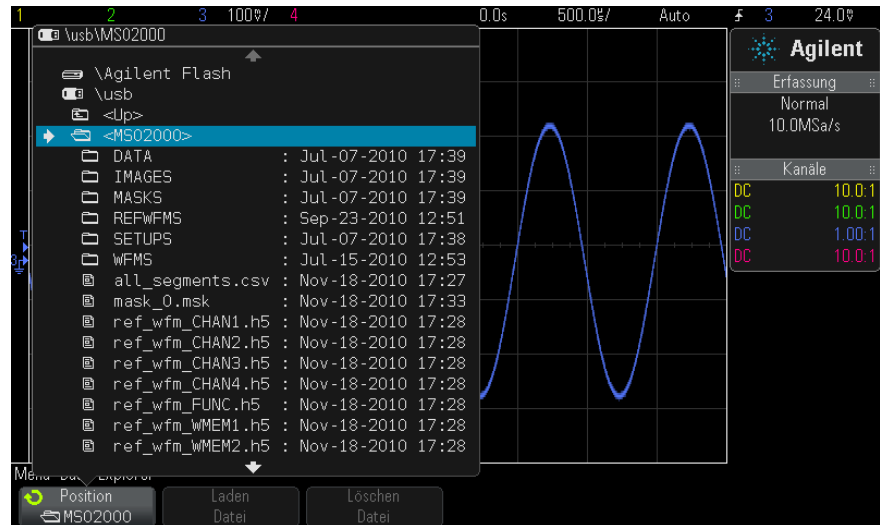 1 2 3 100V/ 4 0.0s 500.0s/ Auto 3 24.0V
\usb\MSO2000
\Agilent Flash
\usb
<Up>
<MSO2000>
DATA : Jul-07-2010 17:39
IMAGES : Jul-07-2010 17:39
MASKS : Jul-07-2010 17:39
REFWFMS : Sep-23-2010 12:51
SETUPS : Jul-07-2010 17:38
WFMS : Jul-15-2010 12:53
all_segments.csv : Nov-18-2010 17:27
mask_0.msk : Nov-18-2010 17:33
ref_wfm_CHAN1.h5 : Nov-18-2010 17:28
ref_wfm_CHAN2.h5 : Nov-18-2010 17:28
ref_wfm_CHAN3.h5 : Nov-18-2010 17:28
ref_wfm_CHAN4.h5 : Nov-18-2010 17:28
ref_wfm_FUNC.h5 : Nov-18-2010 17:28
ref_wfm_WMEM1.h5 : Nov-18-2010 17:28
ref_wfm_WMEM2.h5 : Nov-18-2010 17:28
T
3
Agilent
Erfassung
Normal
10.0MSa/s
Kanäle
DC 10.0:1
DC 10.0:1
DC 1.00:1
DC 10.0:1
Position
MSO2000
Laden
Datei
Löschen
Datei